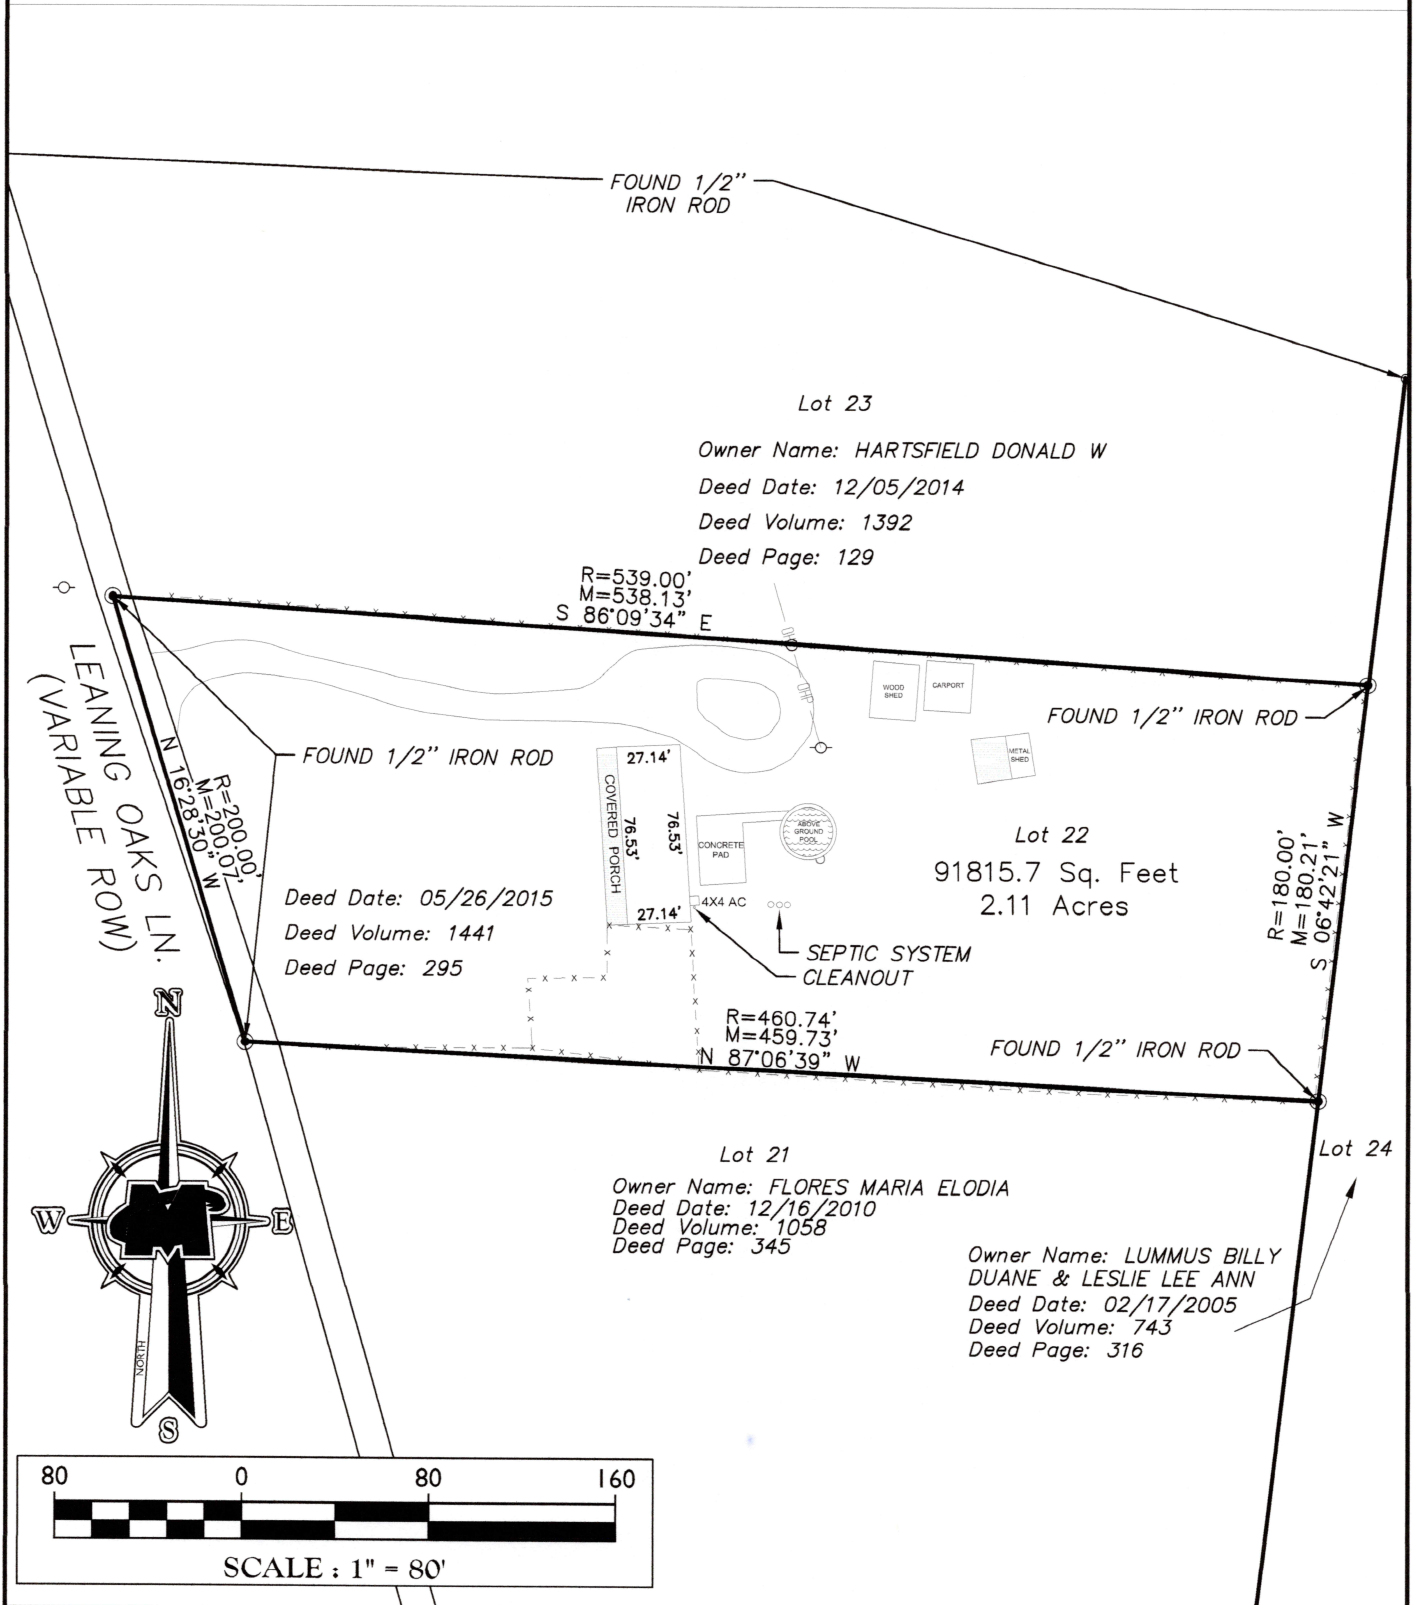 FOUND 1/2"
IRON ROD
Lot 23
Owner Name: HARTSFIELD DONALD W
Deed Date: 12/05/2014
Deed Volume: 1392
Deed Page: 129
R=539.00'
M=538.13'
S 86°09'34" E
OHP
OHP
WOOD
SHED
CARPORT
FOUND 1/2" IRON ROD
METAL
SHED
LEANING OAKS LN.
(VARIABLE ROW)
R=200.00'
M=200.07'
N 16°28'30" W
FOUND 1/2" IRON ROD
27.14'
COVERED PORCH
76.53'
76.53'
27.14'
CONCRETE
PAD
ABOVE
GROUND
POOL
4X4 AC
Lot 22
91815.7 Sq. Feet
2.11 Acres
R=180.00'
M=180.21'
S 06°42'21" W
Deed Date: 05/26/2015
Deed Volume: 1441
Deed Page: 295
SEPTIC SYSTEM
CLEANOUT
R=460.74'
M=459.73'
N 87°06'39" W
FOUND 1/2" IRON ROD
Lot 21
Owner Name: FLORES MARIA ELODIA
Deed Date: 12/16/2010
Deed Volume: 1058
Deed Page: 345
Lot 24
Owner Name: LUMMUS BILLY
DUANE & LESLIE LEE ANN
Deed Date: 02/17/2005
Deed Volume: 743
Deed Page: 316
N
W
E
M
NORTH
S
80 0 80 160
SCALE : 1" = 80'